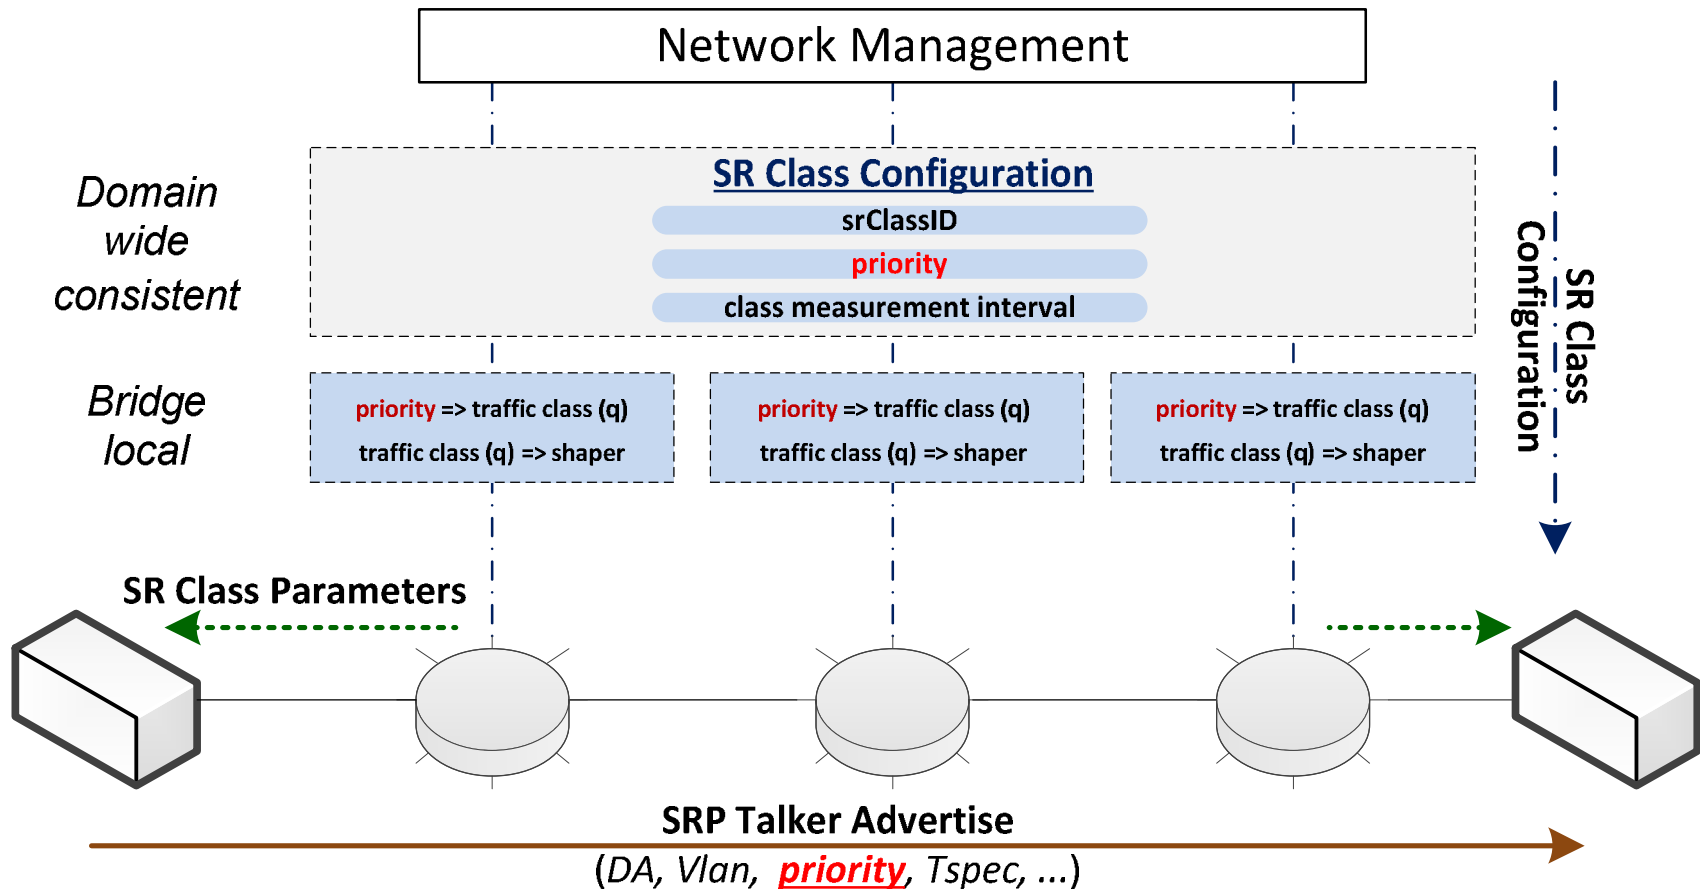 Network Management
SR Class Configuration
srClassID
priority
class measurement interval
Domain
wide
consistent
SR Class
Configuration
Bridge
local
priority => traffic class (q)
traffic class (q) => shaper
priority => traffic class (q)
traffic class (q) => shaper
priority => traffic class (q)
traffic class (q) => shaper
SR Class Parameters
SRP Talker Advertise
(DA, Vlan, priority, Tspec, ...)